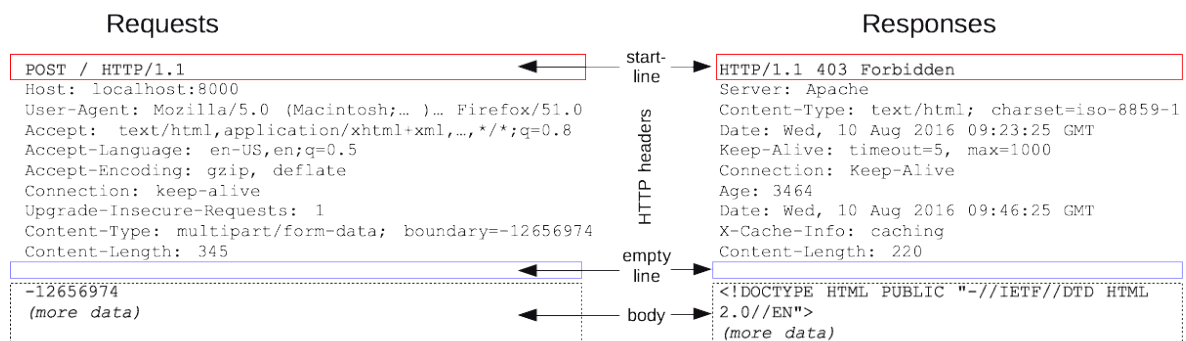 Requests
POST / HTTP/1.1
Host: localhost:8000
User-Agent: Mozilla/5.0 (Macintosh;… )… Firefox/51.0
Accept: text/html,application/xhtml+xml,…,*/*;q=0.8
Accept-Language: en-US,en;q=0.5
Accept-Encoding: gzip, deflate
Connection: keep-alive
Upgrade-Insecure-Requests: 1
Content-Type: multipart/form-data; boundary=-12656974
Content-Length: 345
-12656974
(more data)
start-
line
HTTP headers
empty
line
body
Responses
HTTP/1.1 403 Forbidden
Server: Apache
Content-Type: text/html; charset=iso-8859-1
Date: Wed, 10 Aug 2016 09:23:25 GMT
Keep-Alive: timeout=5, max=1000
Connection: Keep-Alive
Age: 3464
Date: Wed, 10 Aug 2016 09:46:25 GMT
X-Cache-Info: caching
Content-Length: 220
<!DOCTYPE HTML PUBLIC "-//IETF//DTD HTML
2.0//EN">
(more data)